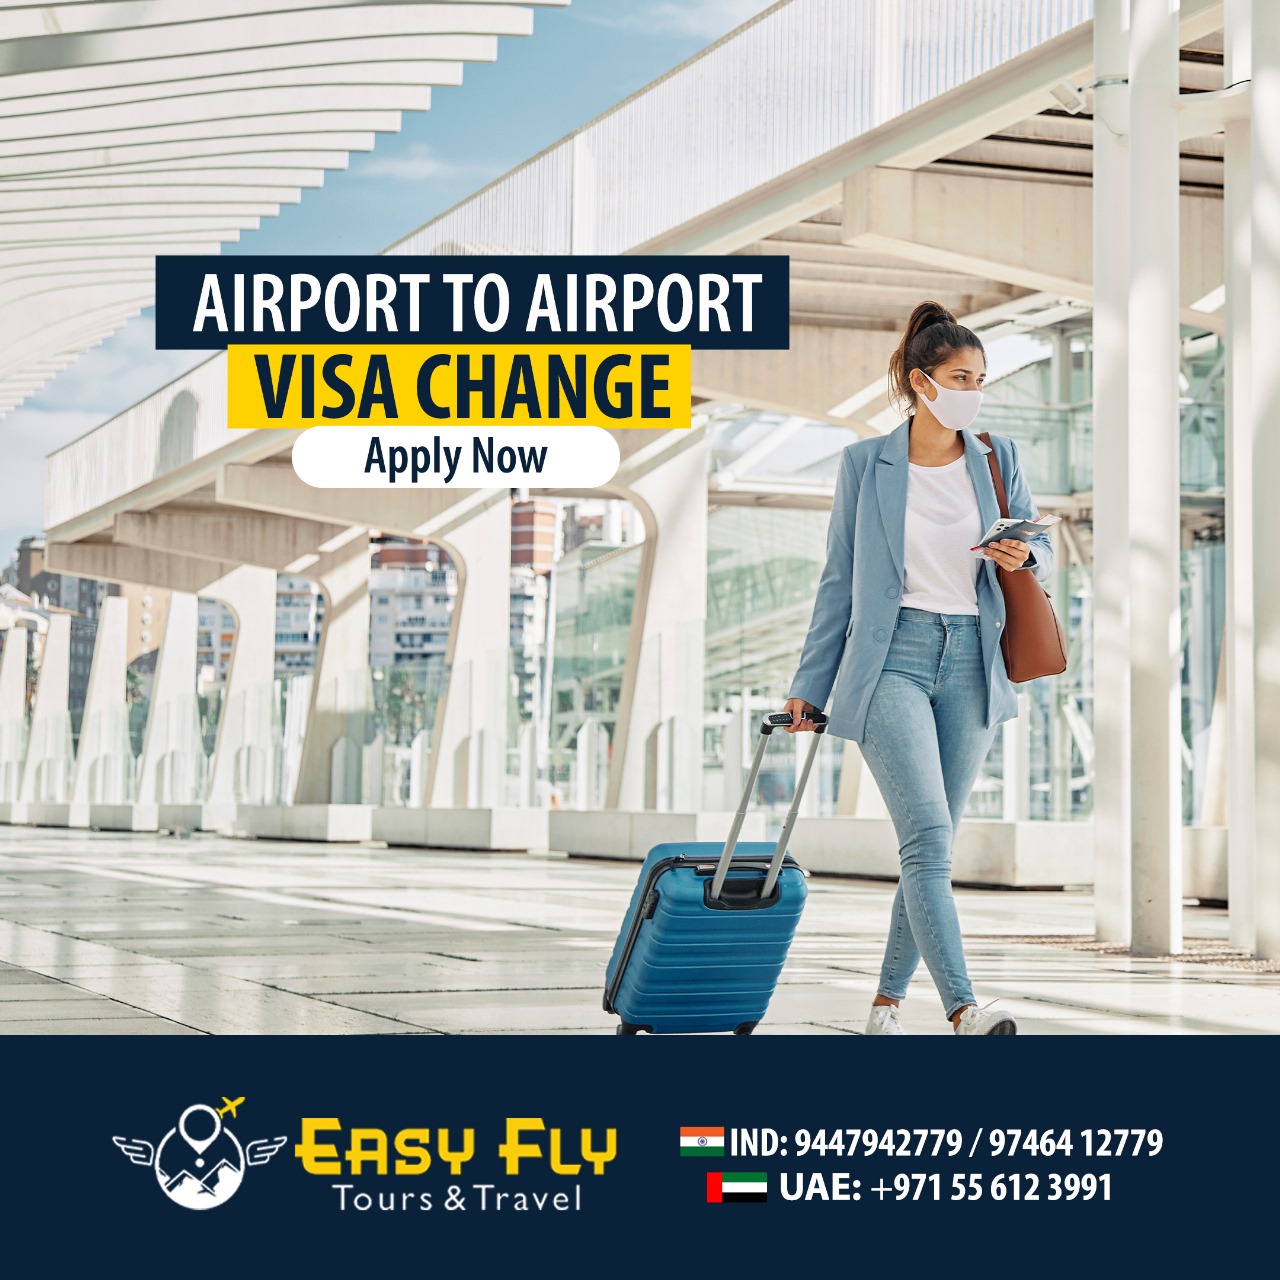 AIRPORT TO AIRPORT
VISA CHANGE
Apply Now
EASY FLY
Tours & Travel
IND: 9447942779 / 97464 12779
UAE: +971 55 612 3991